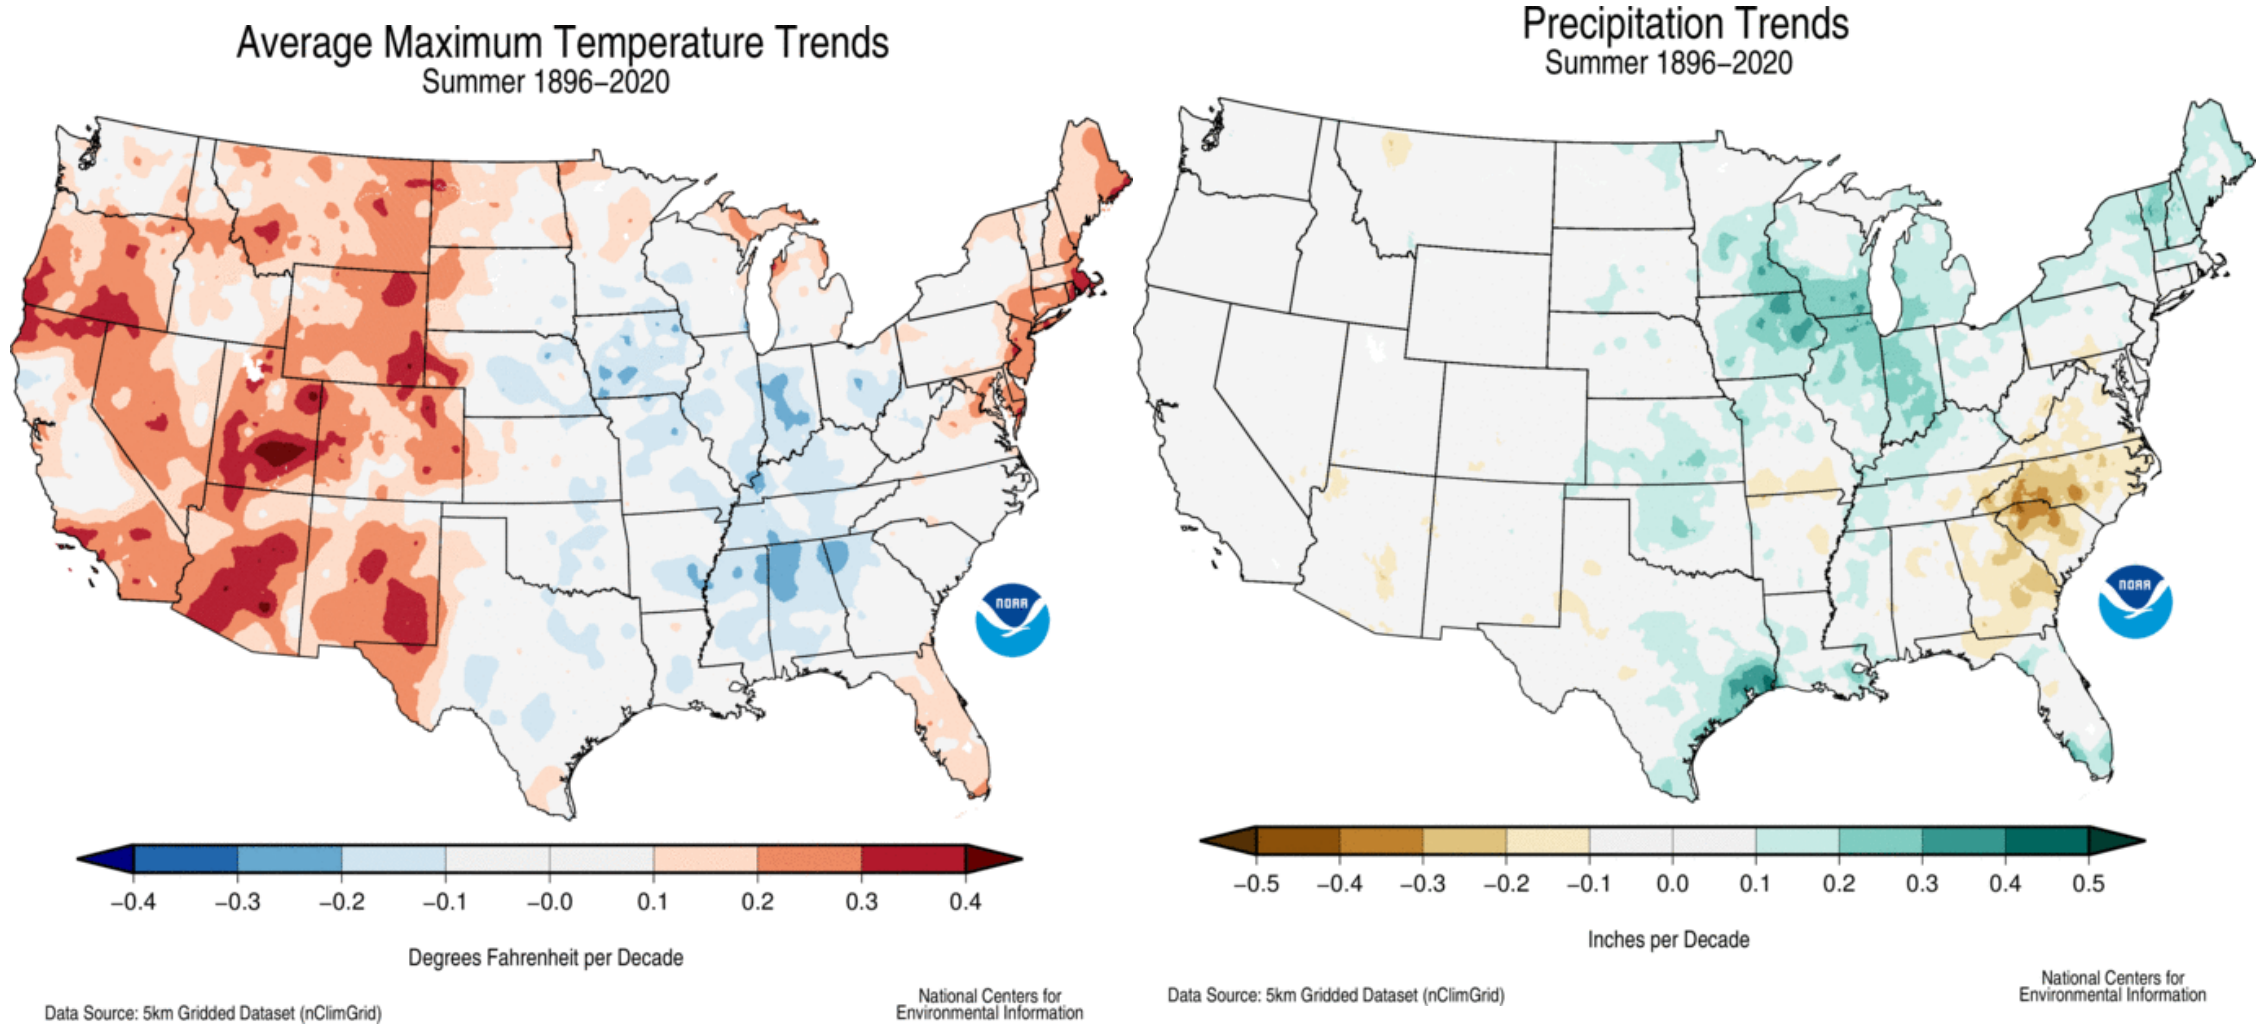 Average Maximum Temperature Trends
Summer 1896–2020
NOAA
−0.4 −0.3 −0.2 −0.1 −0.0 0.1 0.2 0.3 0.4
Degrees Fahrenheit per Decade
Data Source: 5km Gridded Dataset (nClimGrid)
National Centers for
Environmental Information
Precipitation Trends
Summer 1896–2020
NOAA
−0.5 −0.4 −0.3 −0.2 −0.1 0.0 0.1 0.2 0.3 0.4 0.5
Inches per Decade
Data Source: 5km Gridded Dataset (nClimGrid)
National Centers for
Environmental Information